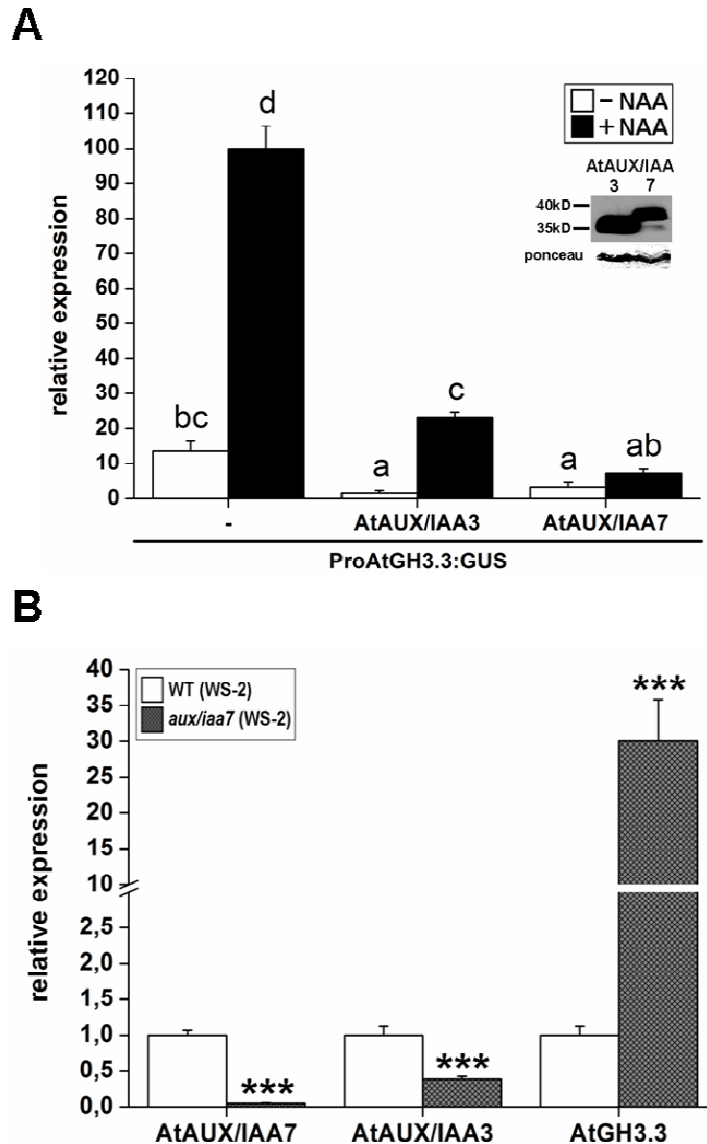 A
120
110
100
90
80
70
60
50
40
30
20
10
0
relative expression
bc
d
a
c
a
ab
- NAA
+ NAA
AtAUX/IAA
3 7
40kD
35kD
ponceau
- AtAUX/IAA3 AtAUX/IAA7
ProAtGH3.3:GUS
B
40
35
30
25
20
15
10
2,5
2,0
1,5
1,0
0,5
0,0
relative expression
WT (WS-2)
aux/iaa7 (WS-2)
***
***
***
AtAUX/IAA7 AtAUX/IAA3 AtGH3.3